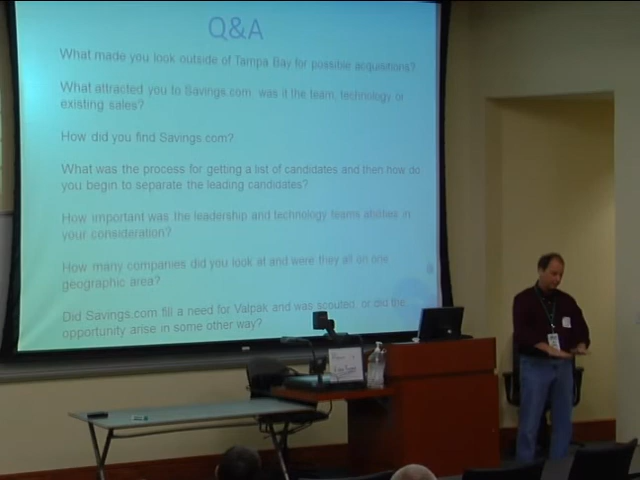 Q&A
What made you look outside of Tampa Bay for possible acquisitions?
What attracted you to Savings.com was it the team, technology or
existing sales?
How did you find Savings.com?
What was the process for getting a list of candidates and then how do
you begin to separate the leading candidates?
How important was the leadership and technology teams abilities in
your consideration?
How many companies did you look at and were they all on one
geographic area?
Did Savings.com fill a need for Valpak and was scouted, or did the
opportunity arise in some other way?